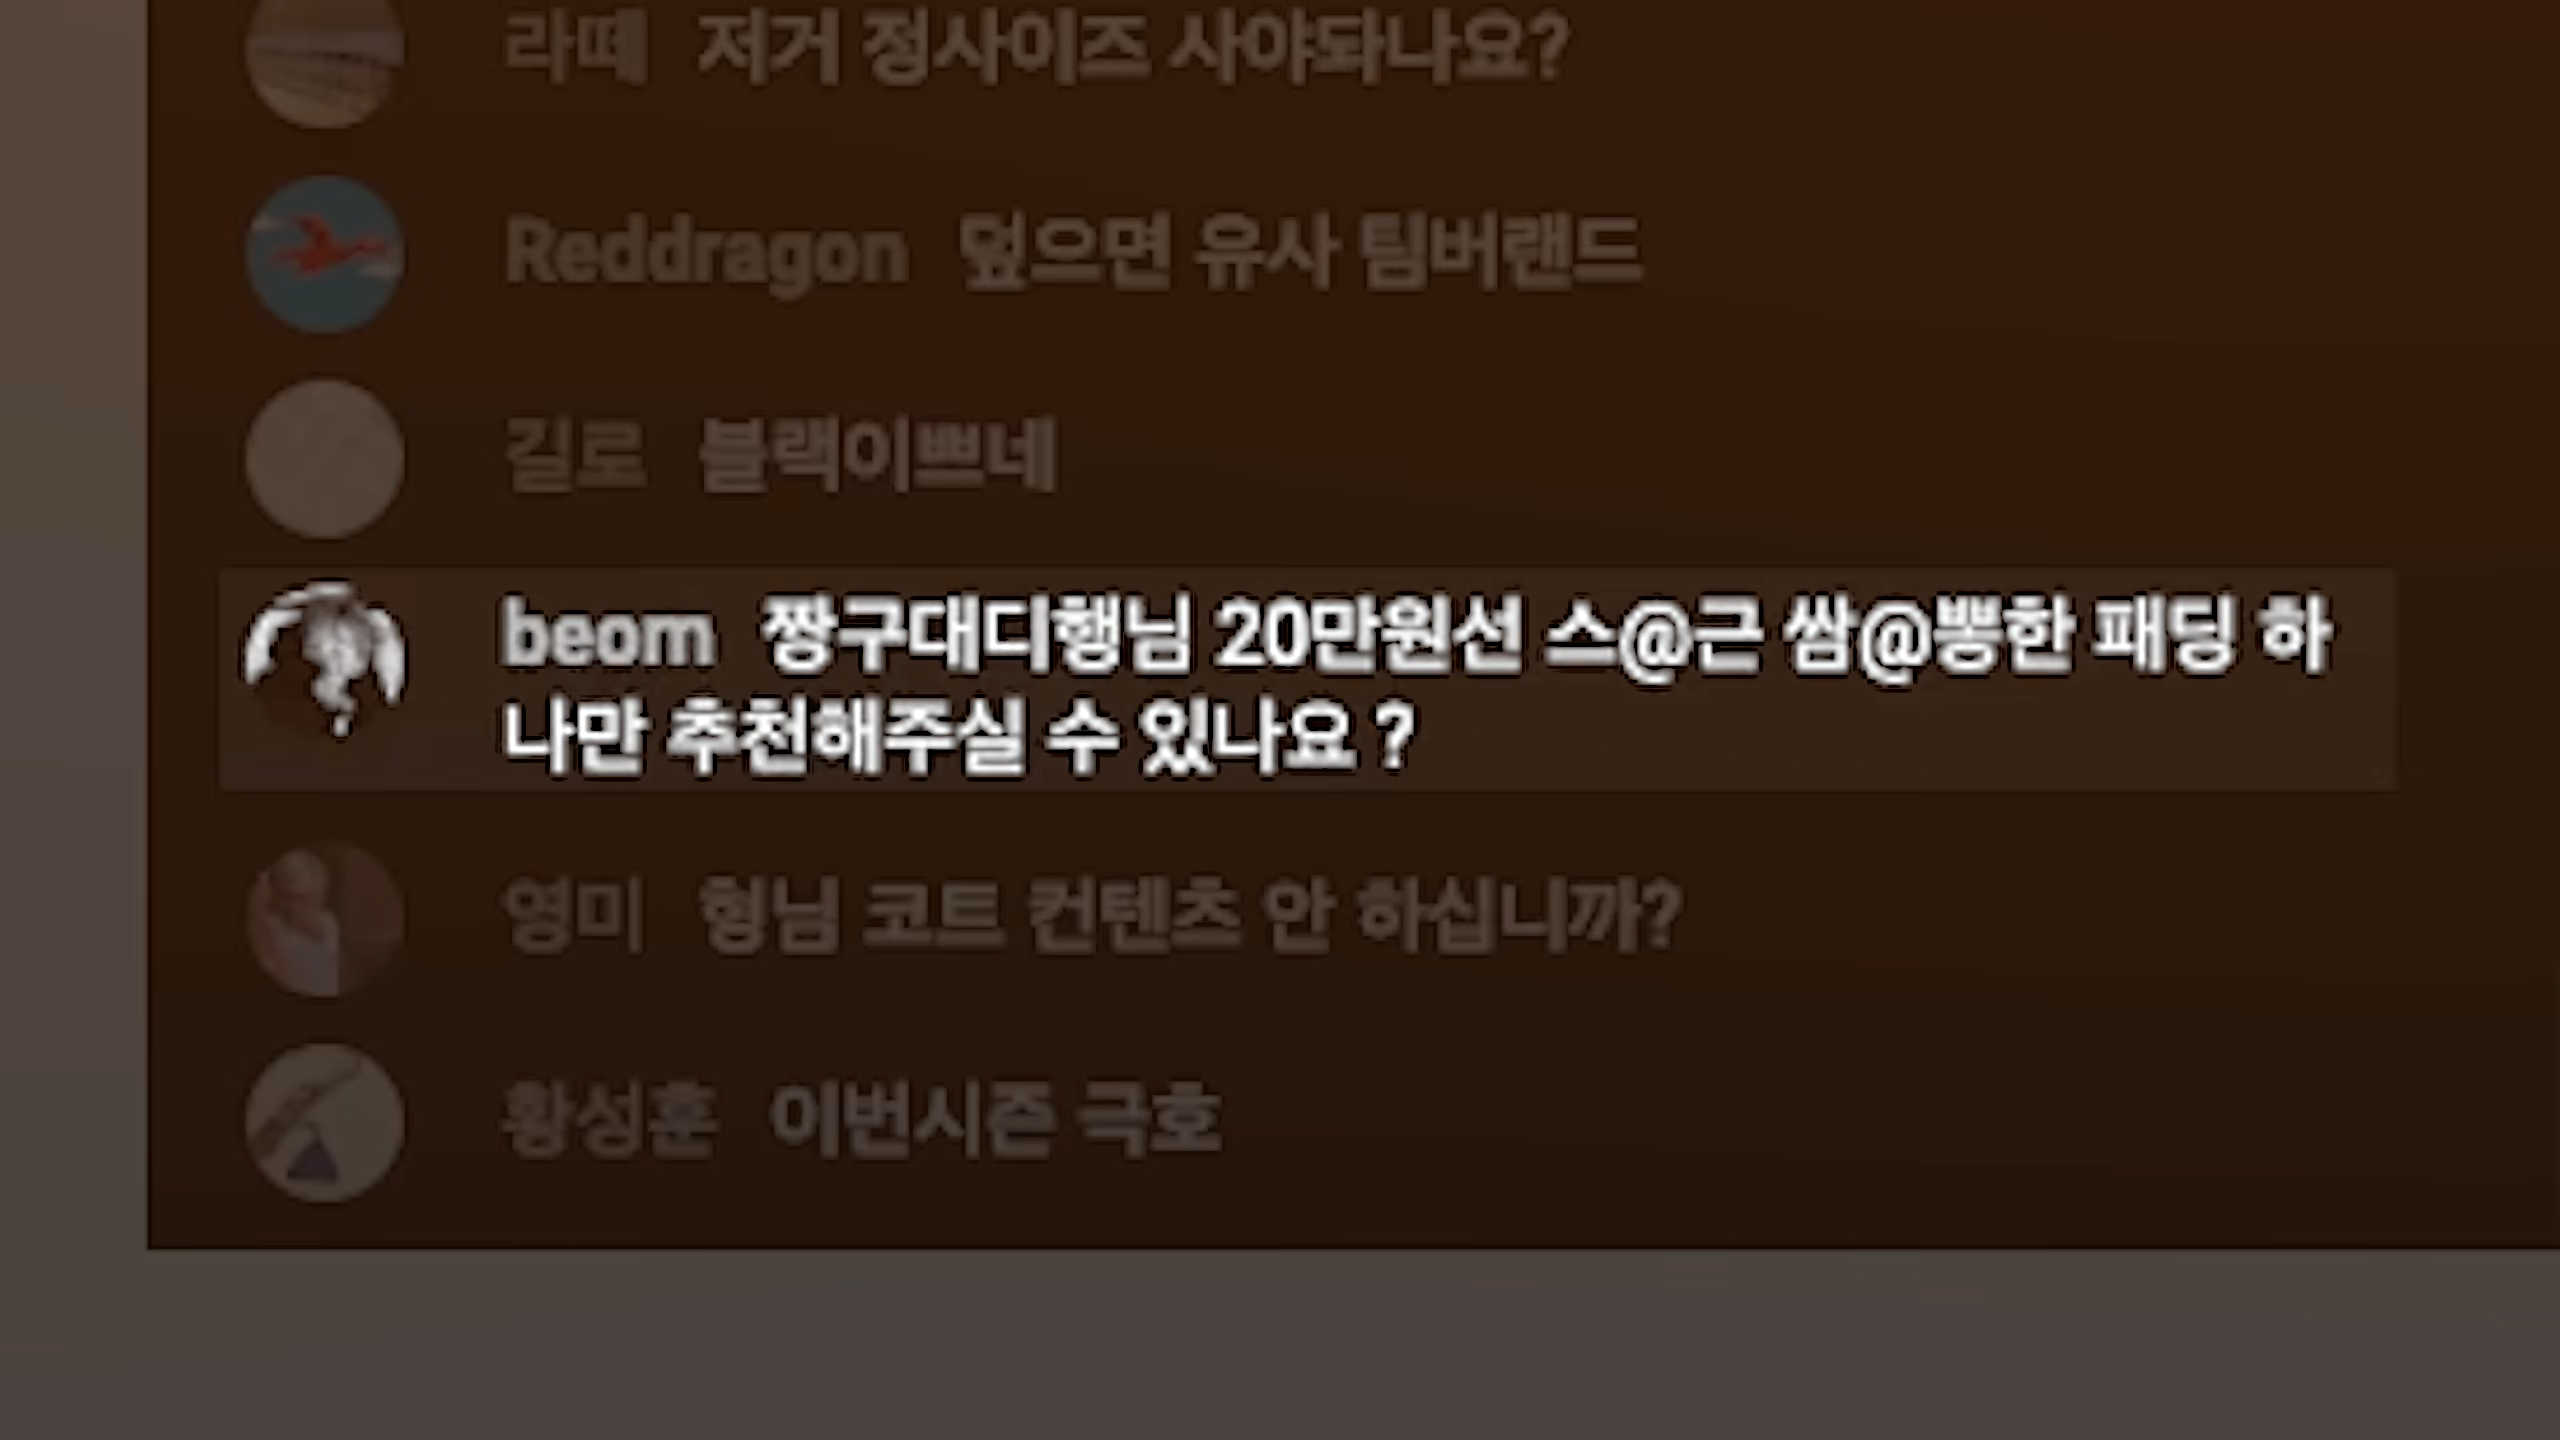 라떼 저거 정사이즈 사야돠나요?
Reddragon 덮으면 유사 팀버랜드
길로 블랙이쁘네
beom 짱구대디행님 20만원선 스@근 쌈@뽕한 패딩 하
나만 추천해주실 수 있나요 ?
영미 형님 코트 컨텐츠 안 하십니까?
황성훈 이번시즌 극호